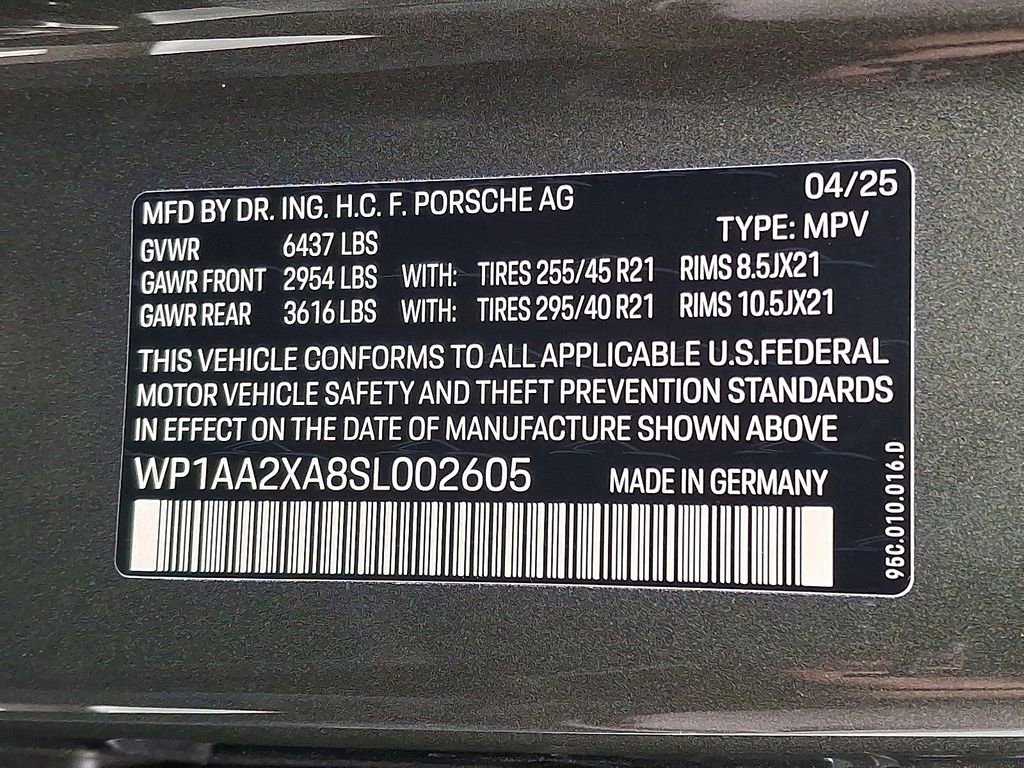 MFD BY DR. ING. H.C. F. PORSCHE AG 04/25
GVWR 6437 LBS TYPE: MPV
GAWR FRONT 2954 LBS WITH: TIRES 255/45 R21 RIMS 8.5JX21
GAWR REAR 3616 LBS WITH: TIRES 295/40 R21 RIMS 10.5JX21
THIS VEHICLE CONFORMS TO ALL APPLICABLE U.S.FEDERAL
MOTOR VEHICLE SAFETY AND THEFT PREVENTION STANDARDS
IN EFFECT ON THE DATE OF MANUFACTURE SHOWN ABOVE
WP1AA2XA8SL002605 MADE IN GERMANY
95C.010.016.D